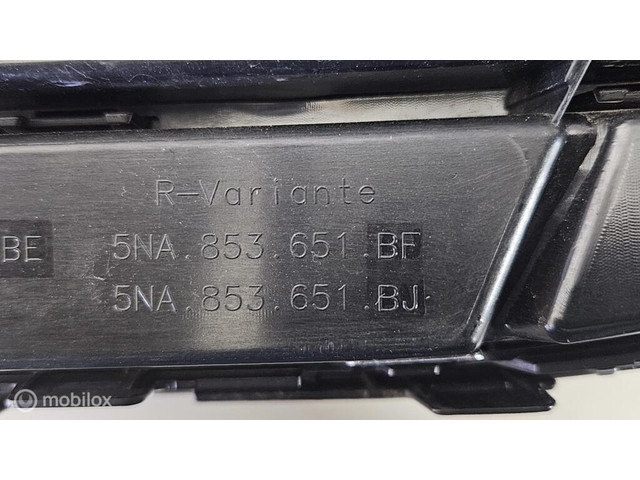 R-Variante
BE 5NA.853.651.BF
5NA.853.651.BJ
mobilox